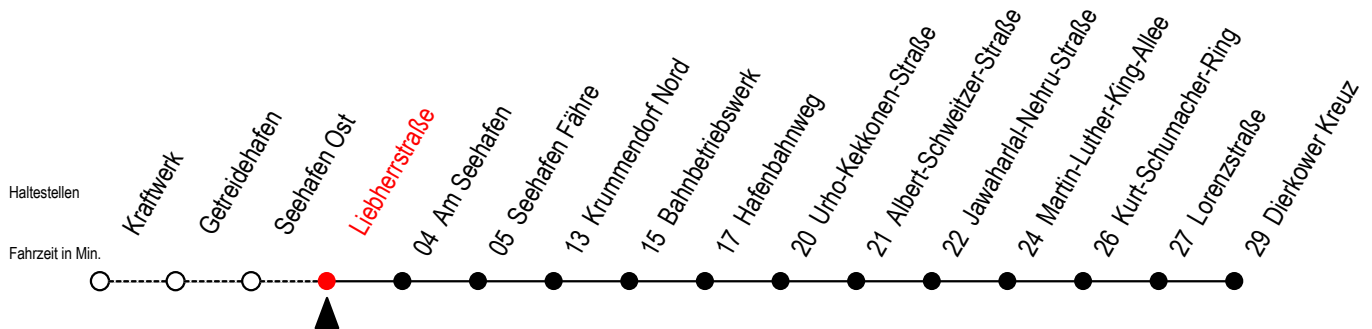 Haltestellen
Fahrzeit in Min.
Kraftwerk
Getreidehafen
Seehafen Ost
Liebherrstraße
04 Am Seehafen
05 Seehafen Fähre
13 Krummendorf Nord
15 Bahnbetriebswerk
17 Hafenbahnweg
20 Urho-Kekkonen-Straße
21 Albert-Schweitzer-Straße
22 Jawaharlal-Nehru-Straße
24 Martin-Luther-King-Allee
26 Kurt-Schumacher-Ring
27 Lorenzstraße
29 Dierkower Kreuz